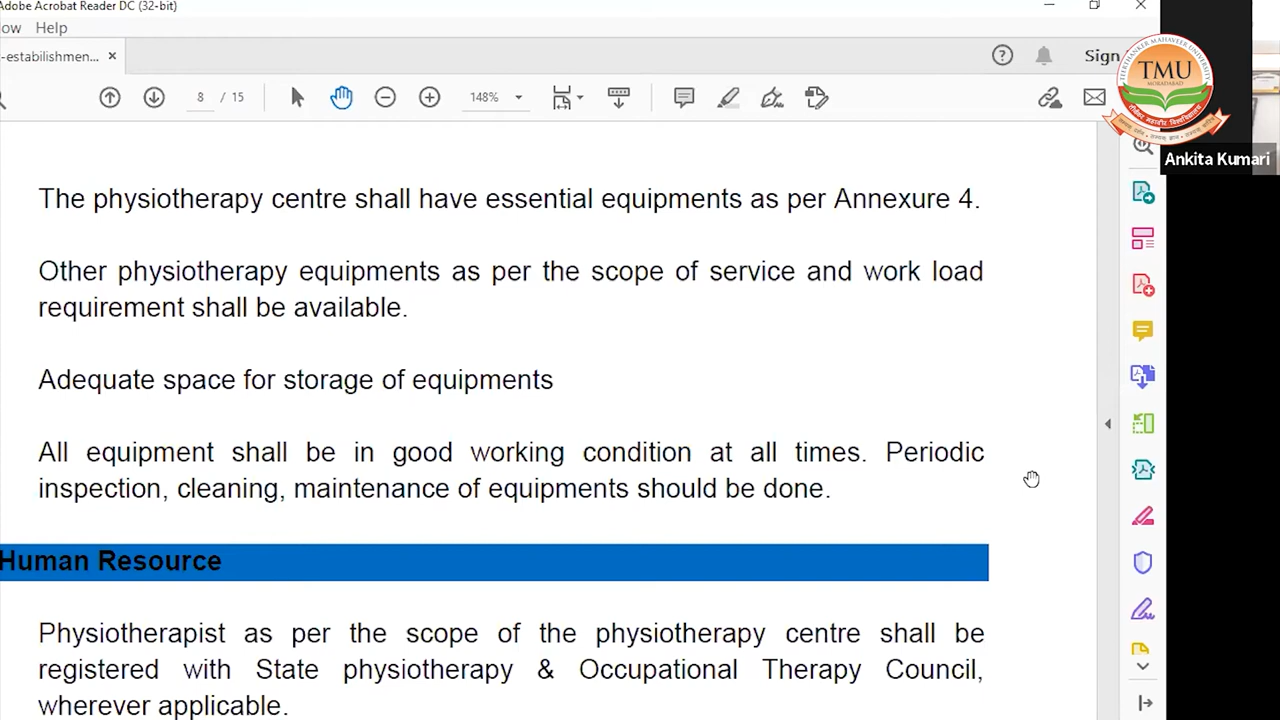 Adobe Acrobat Reader DC (32-bit)
ow Help
-estabilishmen...
Sign
8 / 15
148%
TEERTHANKER MAHAVEER UNIVERSITY
TMU
MORADABAD
Ankita Kumari
The physiotherapy centre shall have essential equipments as per Annexure 4.
Other physiotherapy equipments as per the scope of service and work load
requirement shall be available.
Adequate space for storage of equipments
All equipment shall be in good working condition at all times. Periodic
inspection, cleaning, maintenance of equipments should be done.
Human Resource
Physiotherapist as per the scope of the physiotherapy centre shall be
registered with State physiotherapy & Occupational Therapy Council,
wherever applicable.